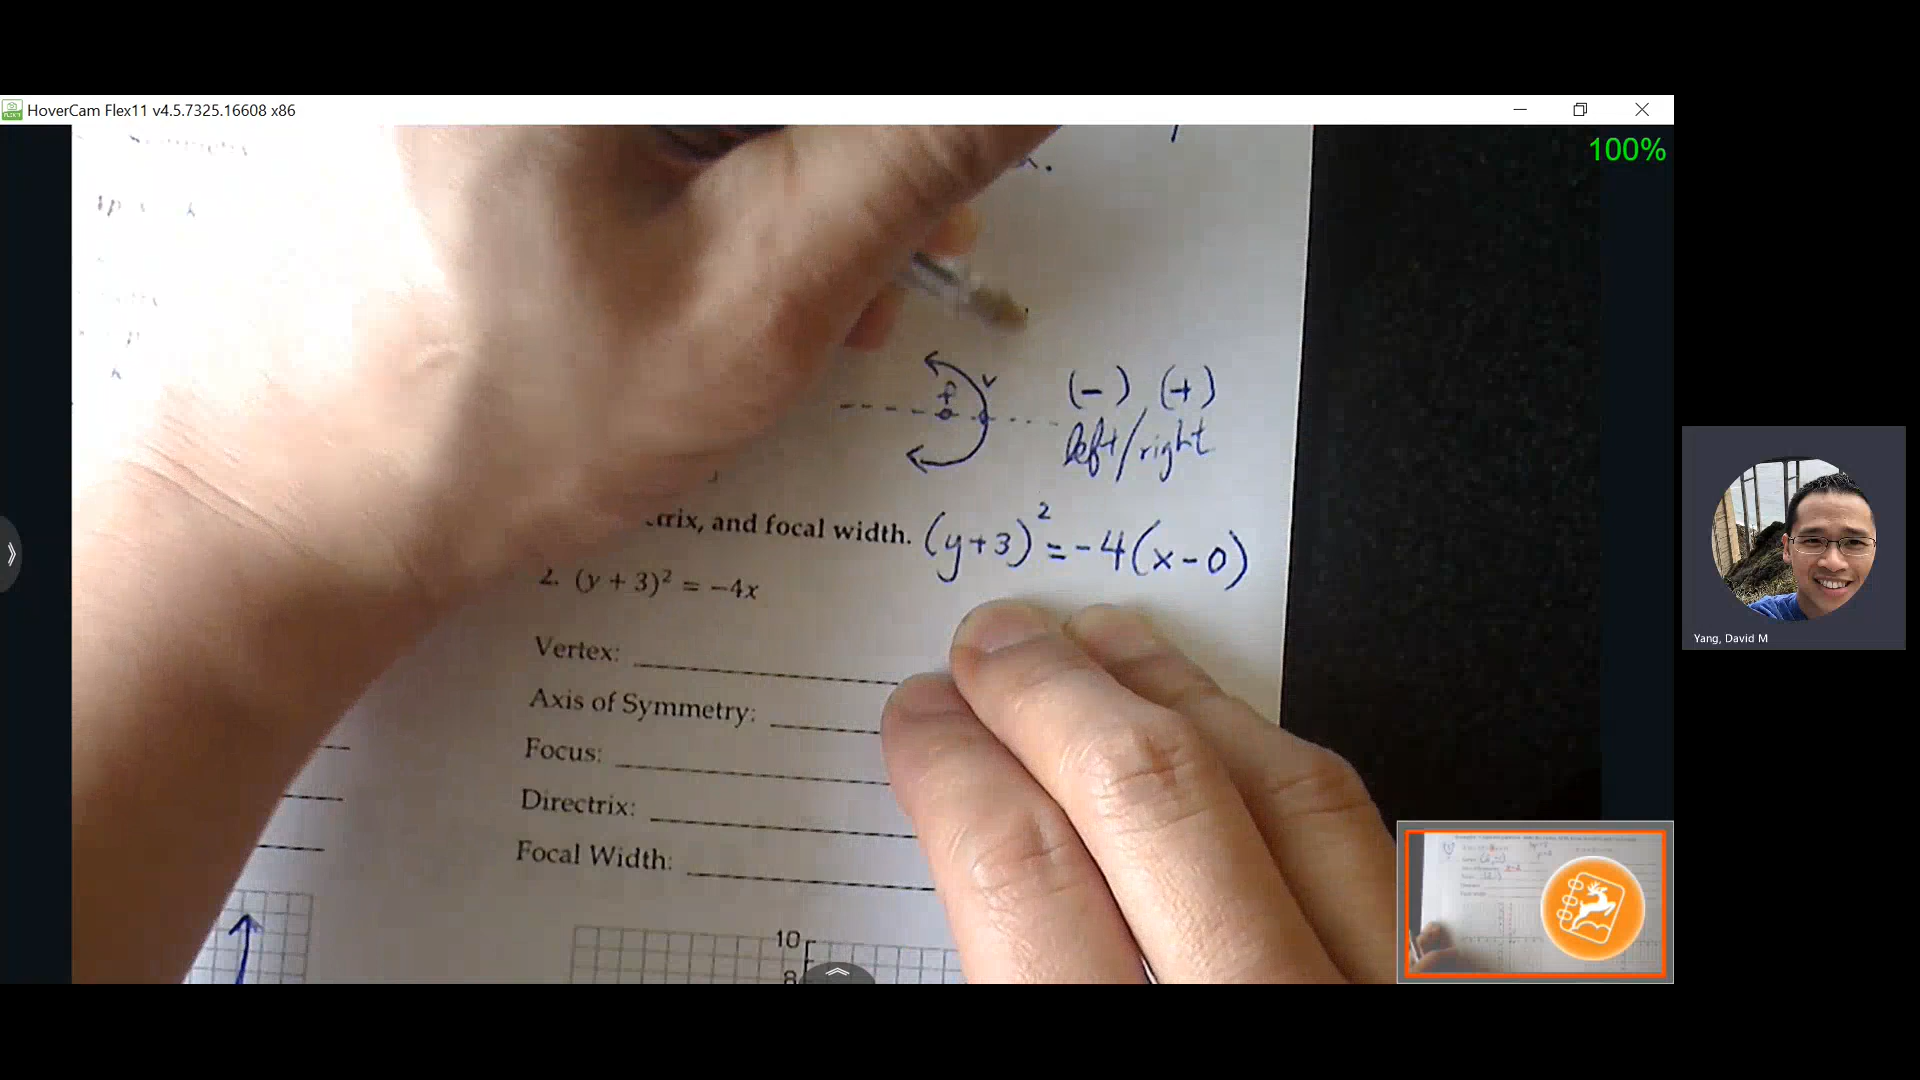 HoverCam Flex11 v4.5.7325.16608 x86
100%
f v (-) (+)
left/right
and focal width. (y+3)² = -4(x-0)
2. (y + 3)² = −4x
Vertex:
Axis of Symmetry:
Focus:
Directrix:
Focal Width:
10
8
Yang, David M